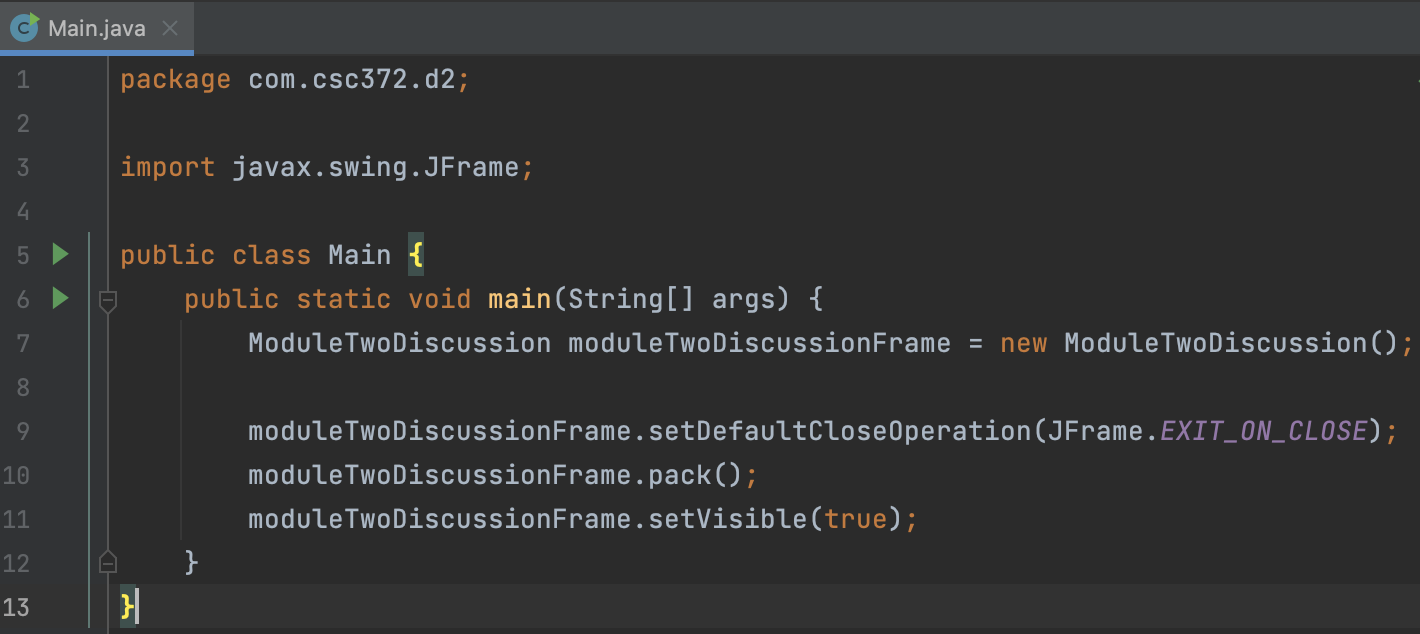 Main.java
1 package com.csc372.d2;
2
3 import javax.swing.JFrame;
4
5 public class Main {
6     public static void main(String[] args) {
7         ModuleTwoDiscussion moduleTwoDiscussionFrame = new ModuleTwoDiscussion();
8
9         moduleTwoDiscussionFrame.setDefaultCloseOperation(JFrame.EXIT_ON_CLOSE);
10         moduleTwoDiscussionFrame.pack();
11         moduleTwoDiscussionFrame.setVisible(true);
12     }
13 }